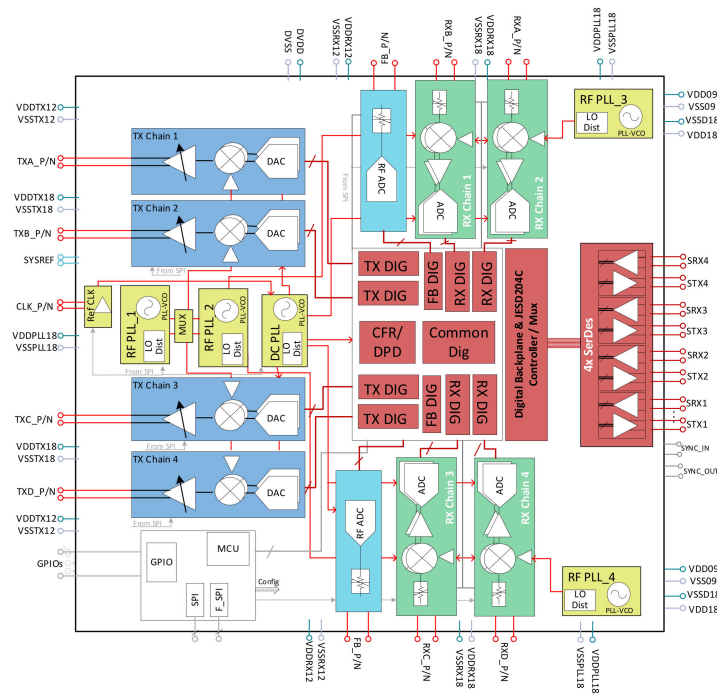 DVSS
DVDD
VSSRX12
VDDRX12
FB_P/N
RXB_P/N
VSSRX18
VDDRX18
RXA_P/N
VDDPLL18
VSSPLL18
VDDTX12
VSSTX12
TXA_P/N
VDDTX18
VSSTX18
TXB_P/N
SYSREF
CLK_P/N
VDDPLL18
VSSPLL18
TXC_P/N
VDDTX18
VSSTX18
TXD_P/N
VDDTX12
VSSTX12
GPIOs
TX Chain 1
DAC
TX Chain 2
DAC
From SPI
Ref CLK
RF PLL_1
PLL-VCO
LO
Dist
MUX
RF PLL_2
PLL-VCO
LO
Dist
DC PLL
PLL-VCO
LO
Dist
From SPI
TX Chain 3
DAC
From SPI
TX Chain 4
DAC
From SPI
GPIO
MCU
SPI
F_SPI
Config
From SPI
RF ADC
ADC
RX Chain 1
ADC
RX Chain 2
RF PLL_3
LO
Dist
PLL-VCO
TX DIG
TX DIG
FB DIG
RX DIG
RX DIG
CFR/
DPD
Common
Dig
TX DIG
TX DIG
FB DIG
RX DIG
RX DIG
Digital Backplane & JESD204C
Controller / Mux
4x SerDes
RF ADC
ADC
RX Chain 3
ADC
RX Chain 4
RF PLL_4
LO
Dist
PLL-VCO
VDD09
VSS09
VSSD18
VDD18
SRX4
STX4
SRX3
STX3
SRX2
STX2
SRX1
STX1
SYNC_IN
SYNC_OUT
VDD09
VSS09
VSSD18
VDD18
VDDRX12
VSSRX12
FB_P/N
RXC_P/N
VSSRX18
VDDRX18
RXD_P/N
VSSPLL18
VDDPLL18